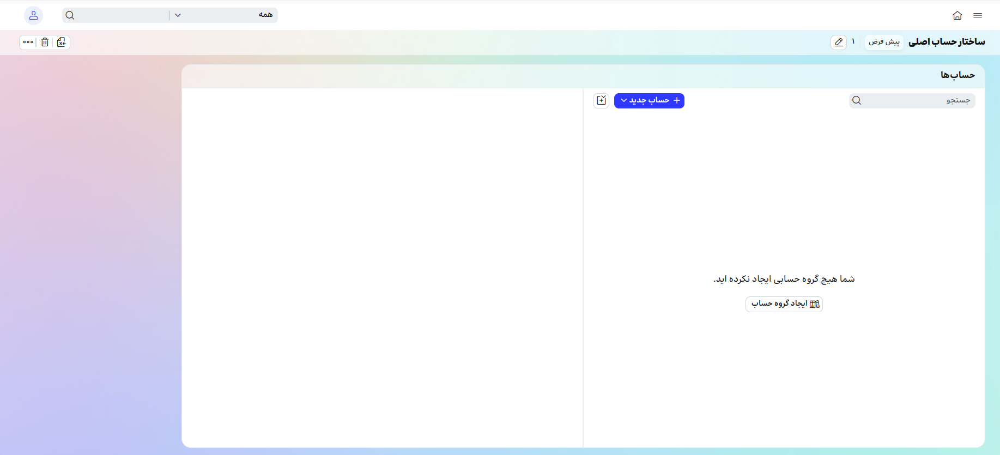 همه
ساختار حساب اصلی پیش فرض ۱
حساب‌ها
جستجو
حساب جدید
شما هیچ گروه حسابی ایجاد نکرده اید.
ایجاد گروه حساب